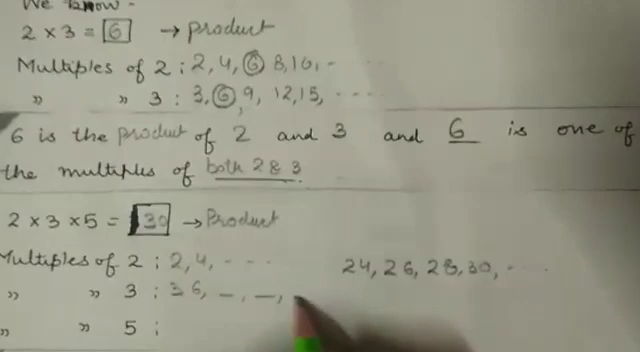 We know -
2 × 3 = 6 → product
Multiples of 2 : 2, 4, 6 8, 10, - - -
" " 3 : 3, 6, 9, 12, 15, - - - -
6 is the product of 2 and 3 and 6 is one of
the multiples of both 2 & 3
2 × 3 × 5 = 30 → Product
Multiples of 2 ; 2, 4, - - - - 24, 26, 28, 30, - - - -
" " 3 ; 3 6, _, _,
" " 5 ;